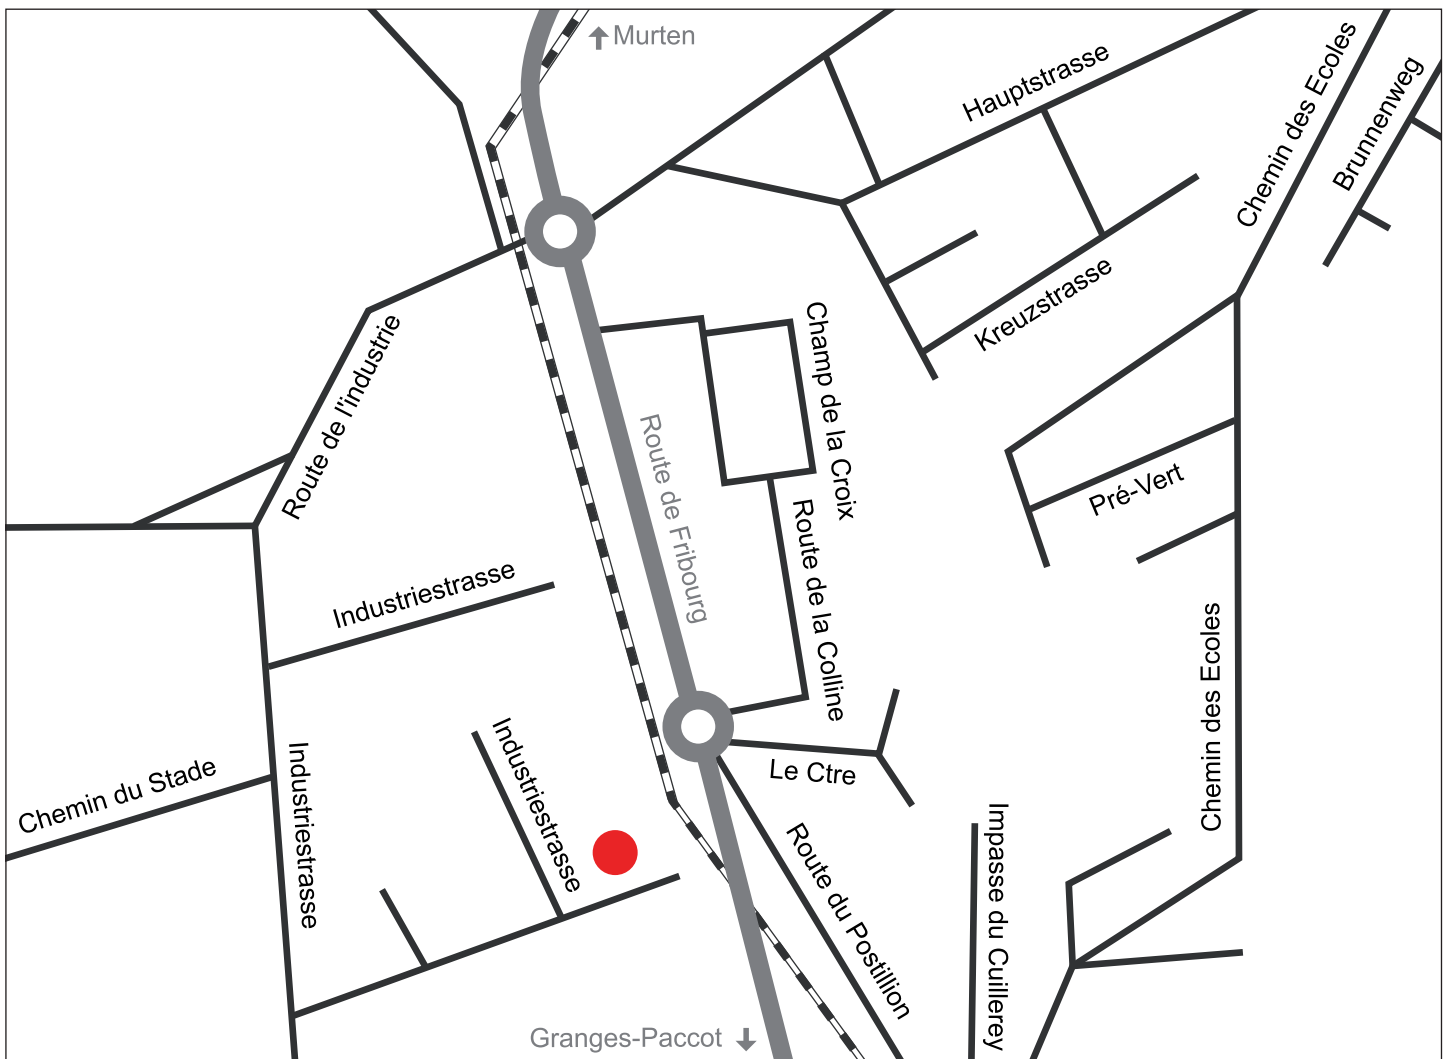 Murten
Hauptstrasse
Chemin des Ecoles
Brunnenweg
Kreuzstrasse
Route de l'industrie
Champ de la Croix
Route de Fribourg
Pré-Vert
Route de la Colline
Industriestrasse
Chemin des Ecoles
Chemin du Stade
Industriestrasse
Industriestrasse
Le Ctre
Route du Postillion
Impasse du Cuillerey
Granges-Paccot